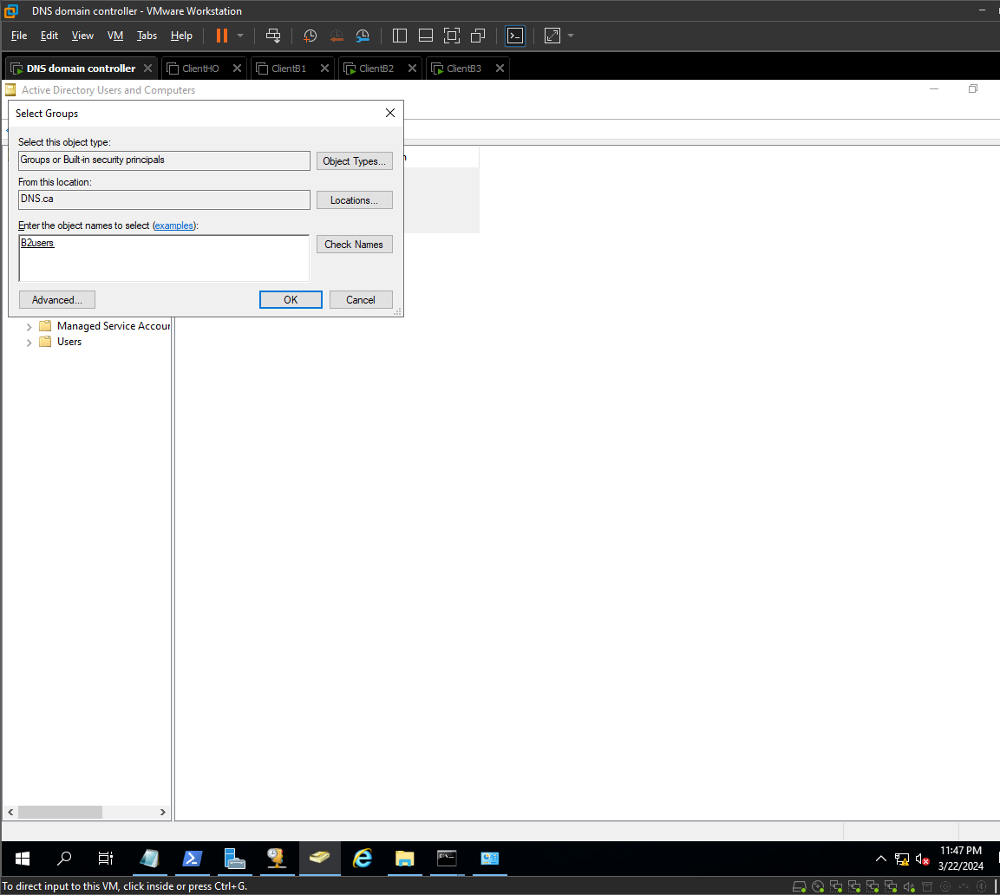 DNS domain controller - VMware Workstation
File Edit View VM Tabs Help
DNS domain controller ClientHO ClientB1 ClientB2 ClientB3
Active Directory Users and Computers
Select Groups
Select this object type:
Groups or Built-in security principals
Object Types...
From this location:
DNS.ca
Locations...
Enter the object names to select (examples):
B2users
Check Names
Advanced...
OK
Cancel
Managed Service Accour
Users
11:47 PM
3/22/2024
To direct input to this VM, click inside or press Ctrl+G.